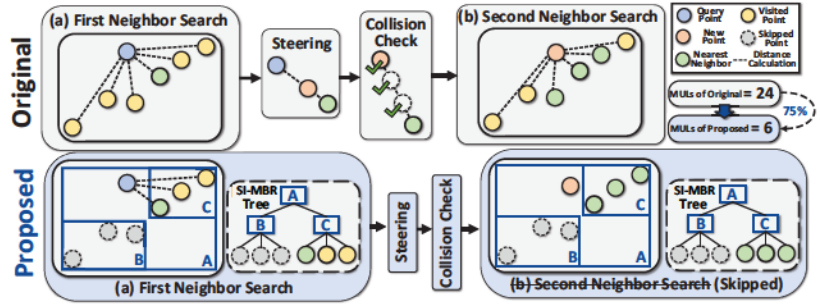 Original
(a) First Neighbor Search
Steering
Collision
Check
(b) Second Neighbor Search
Query
Point
Visited
Point
New
Point
Skipped
Point
Nearest
Neighbor
Distance
Calculation
MULs of Original = 24
75%
MULs of Proposed = 6
Proposed
C
B
A
SI-MBR
Tree
A
B
C
(a) First Neighbor Search
Steering
Collision Check
C
B
A
SI-MBR
Tree
A
B
C
(b) Second Neighbor Search (Skipped)